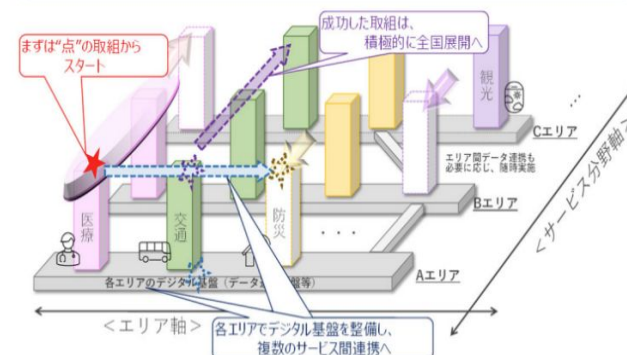 まずは“点”の取組から
スタート
成功した取組は、
積極的に全国展開へ
観光
Cエリア
エリア間データ連携も
必要に応じ、随時実施
<サービス分野軸>
Bエリア
医療
交通
防災
Aエリア
各エリアのデジタル基盤（データ
盤等）
<エリア軸>
各エリアでデジタル基盤を整備し、
複数のサービス間連携へ